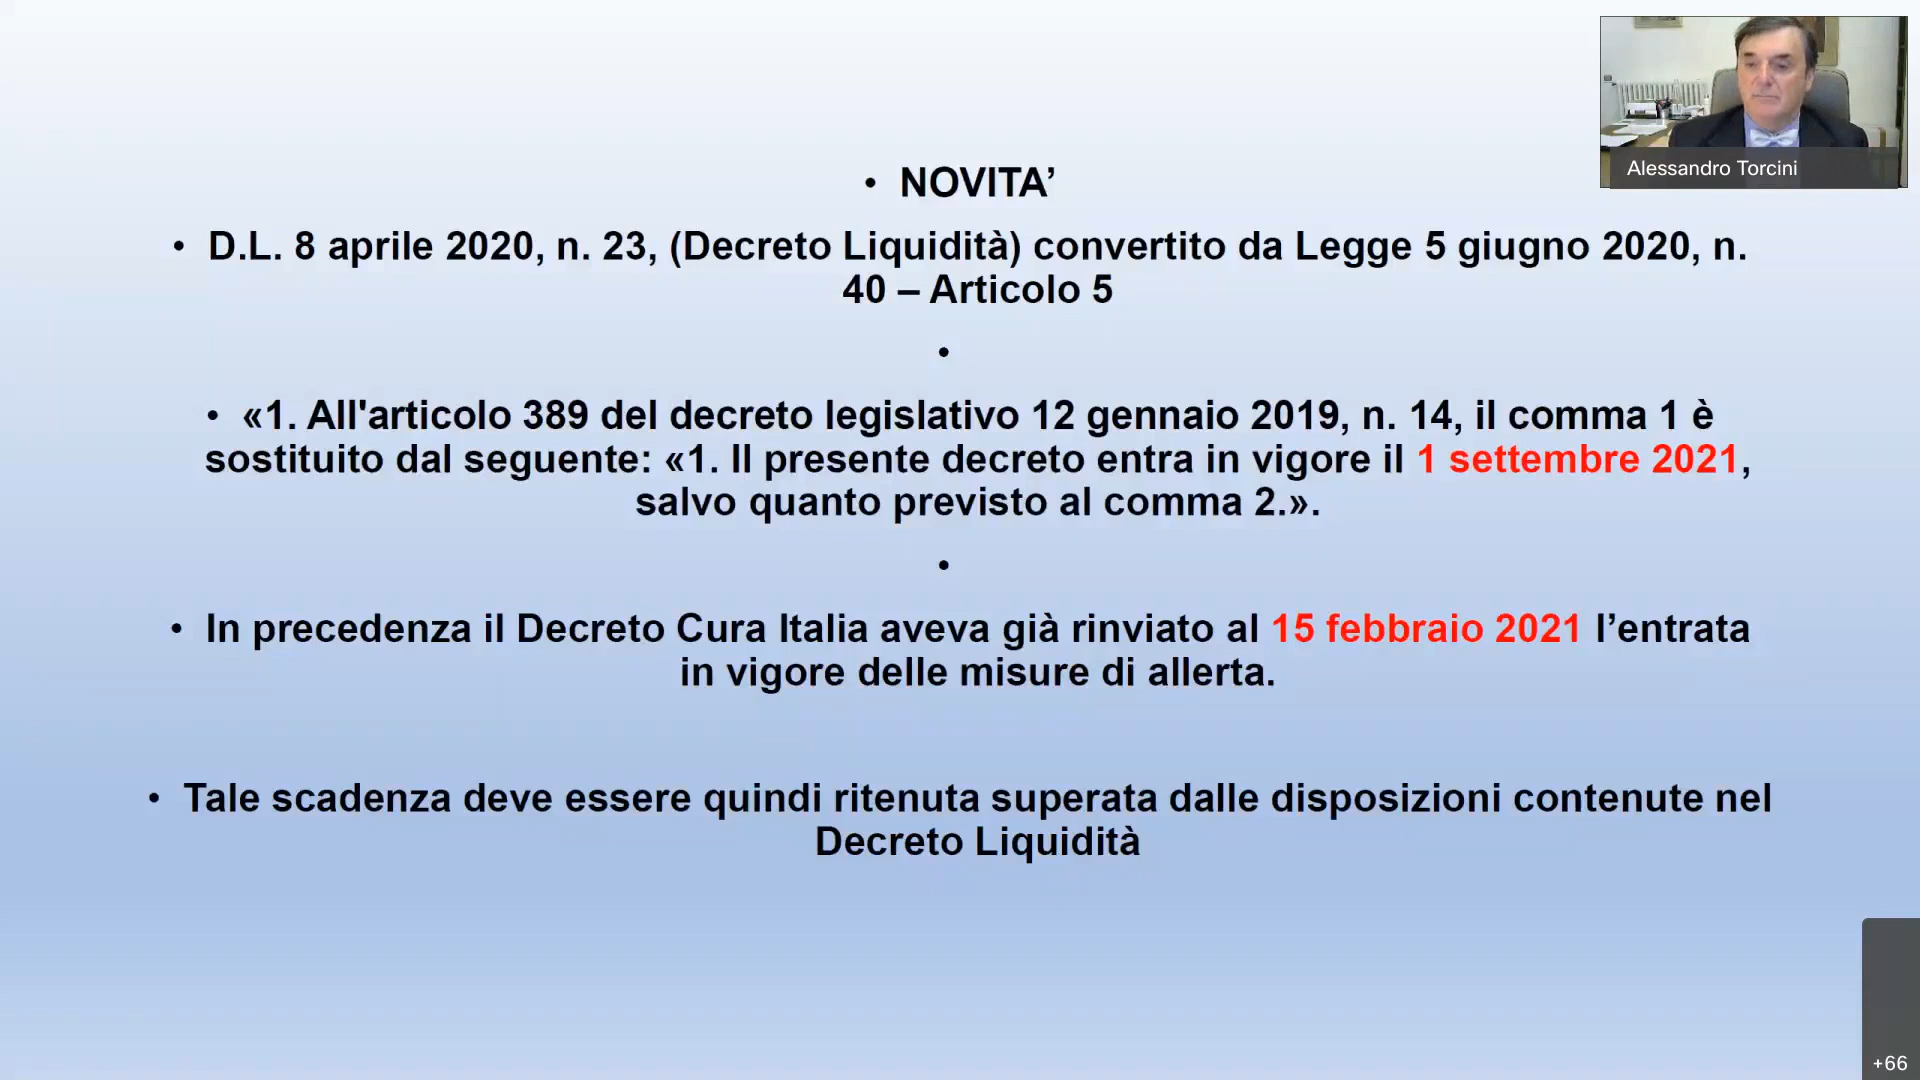 Alessandro Torcini
• NOVITA’
• D.L. 8 aprile 2020, n. 23, (Decreto Liquidità) convertito da Legge 5 giugno 2020, n.
40 – Articolo 5
•
• «1. All'articolo 389 del decreto legislativo 12 gennaio 2019, n. 14, il comma 1 è
sostituito dal seguente: «1. Il presente decreto entra in vigore il 1 settembre 2021,
salvo quanto previsto al comma 2.».
•
• In precedenza il Decreto Cura Italia aveva già rinviato al 15 febbraio 2021 l’entrata
in vigore delle misure di allerta.
• Tale scadenza deve essere quindi ritenuta superata dalle disposizioni contenute nel
Decreto Liquidità
+66